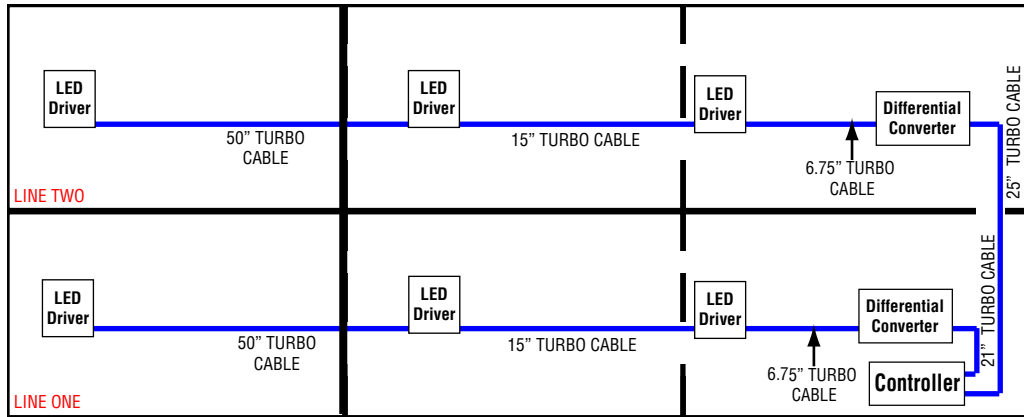 LED
Driver
LED
Driver
LED
Driver
Differential
Converter
50” TURBO
CABLE
15” TURBO CABLE
6.75” TURBO
CABLE
25” TURBO CABLE
LINE TWO
LED
Driver
LED
Driver
LED
Driver
Differential
Converter
21” TURBO CABLE
50” TURBO
CABLE
15” TURBO CABLE
6.75” TURBO
CABLE
Controller
LINE ONE